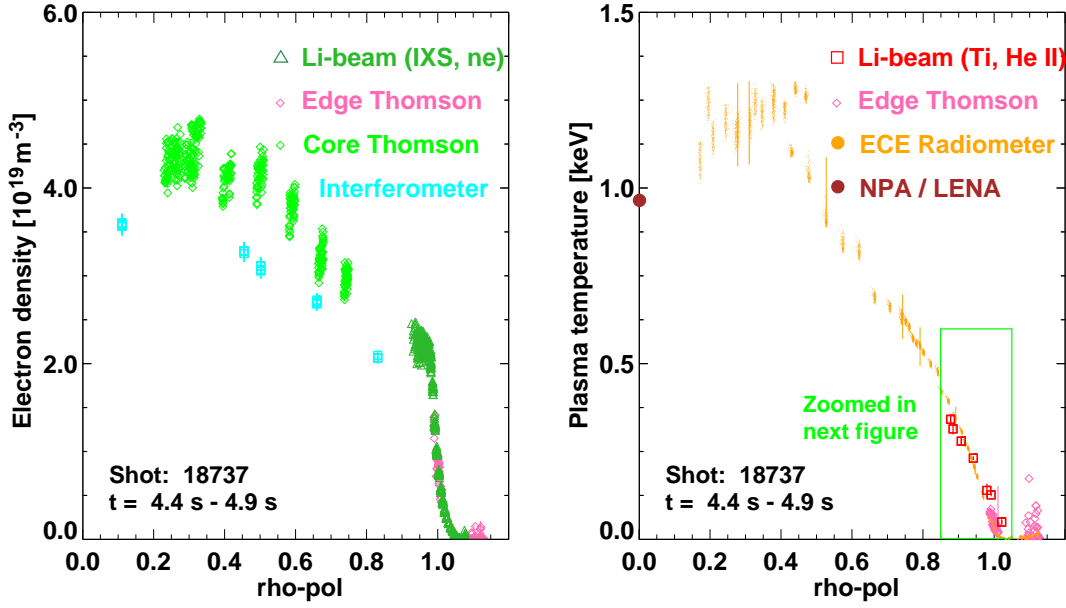 6.0
4.0
2.0
0.0
Electron density [10^19 m^-3]
Li-beam (IXS, ne)
Edge Thomson
Core Thomson
Interferometer
Shot: 18737
t = 4.4 s - 4.9 s
0.0 0.2 0.4 0.6 0.8 1.0
rho-pol
1.5
1.0
0.5
0.0
Plasma temperature [keV]
Li-beam (Ti, He II)
Edge Thomson
ECE Radiometer
NPA / LENA
Zoomed in
next figure
Shot: 18737
t = 4.4 s - 4.9 s
0.0 0.2 0.4 0.6 0.8 1.0
rho-pol